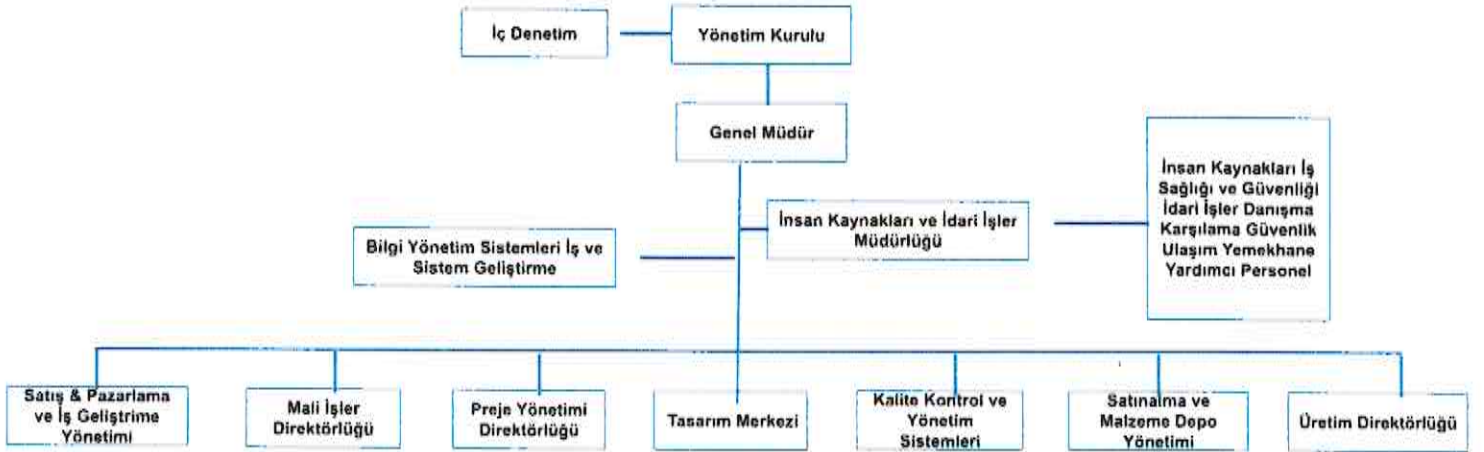 İç Denetim
Yönetim Kurulu
Genel Müdür
İnsan Kaynakları İş
Sağlığı ve Güvenliği
İdari İşler Danışma
Karşılama Güvenlik
Ulaşım Yemekhane
Yardımcı Personel
İnsan Kaynakları ve İdari İşler
Müdürlüğü
Bilgi Yönetim Sistemleri İş ve
Sistem Geliştirme
Satış & Pazarlama
ve İş Geliştrime
Yönetimi
Mali İşler
Direktörlüğü
Preje Yönetimi
Direktörlüğü
Tasarım Merkezi
Kalite Kontrol ve
Yönetim
Sistemleri
Satınalma ve
Malzeme Depo
Yönetimi
Üretim Direktörlüğü